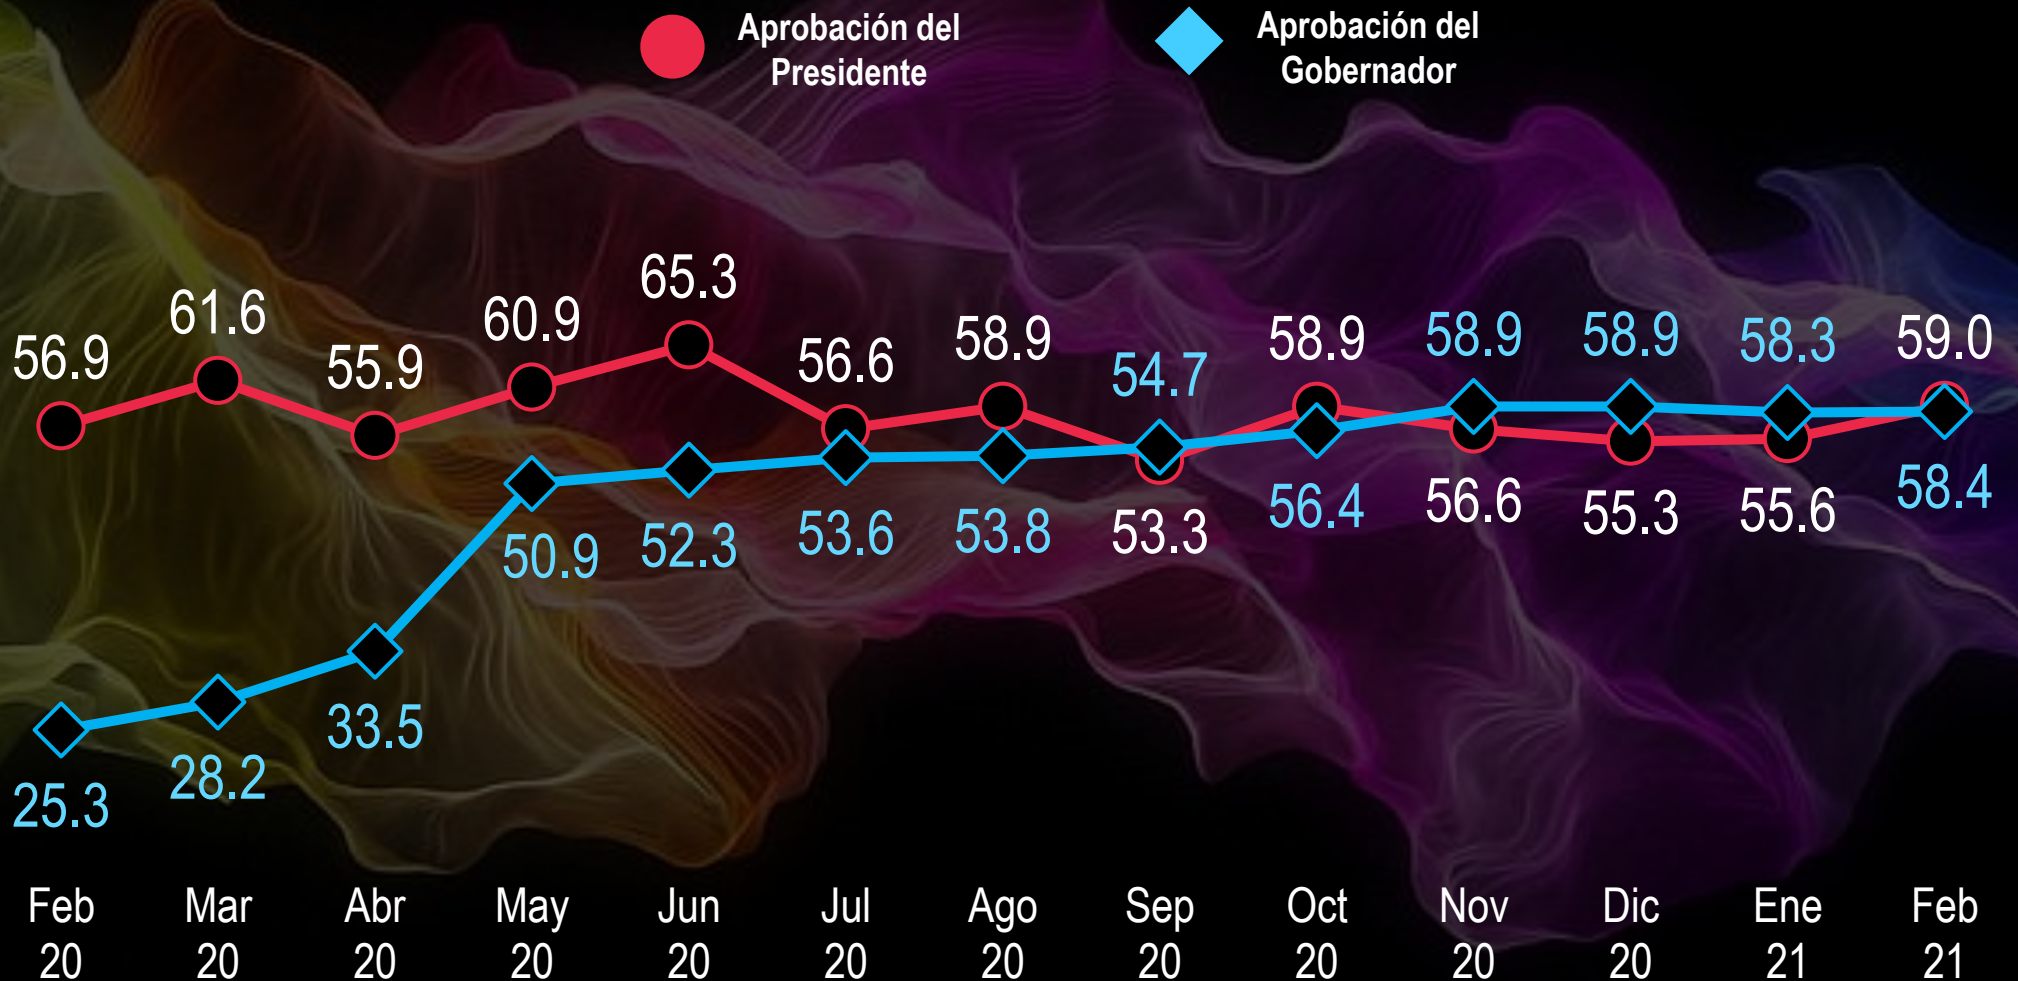 Aprobación del
Presidente
Aprobación del
Gobernador
56.9 61.6 55.9 60.9 65.3 56.6 58.9 54.7 58.9 58.9 58.9 58.3 59.0
25.3 28.2 33.5 50.9 52.3 53.6 53.8 53.3 56.4 56.6 55.3 55.6 58.4
Feb Mar Abr May Jun Jul Ago Sep Oct Nov Dic Ene Feb
20 20 20 20 20 20 20 20 20 20 20 21 21